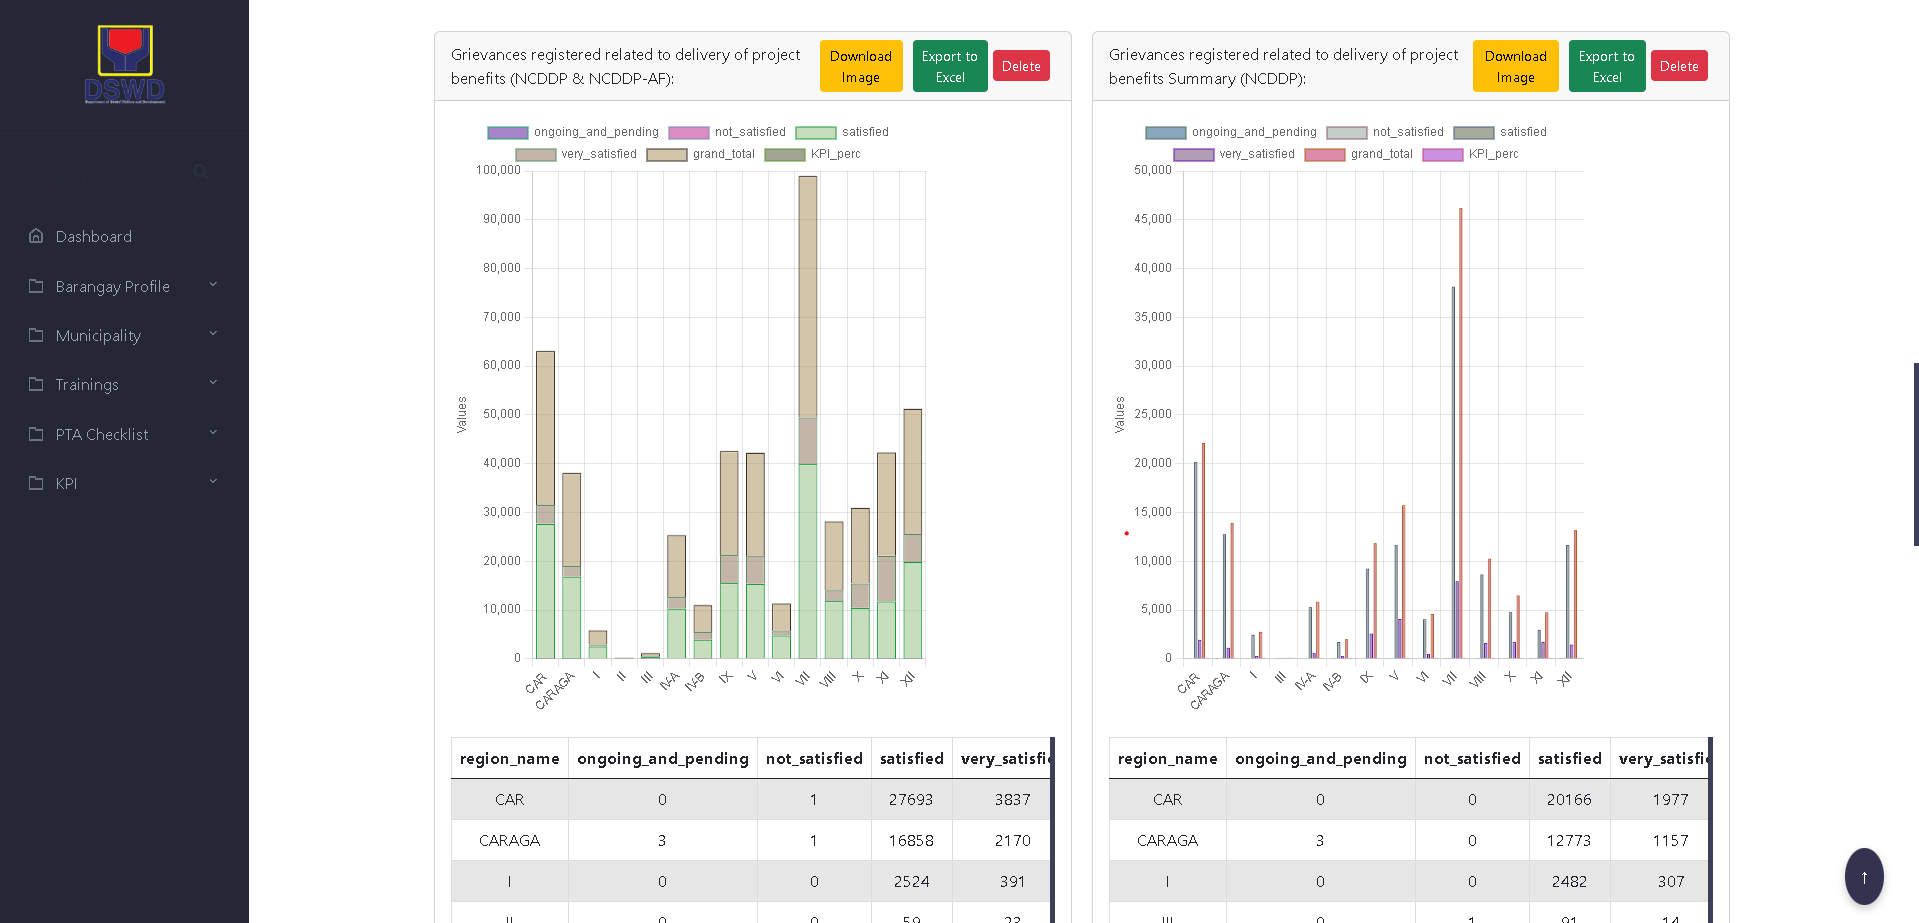 DSWD
Department of Social Welfare and Development
Dashboard
Barangay Profile
Municipality
Trainings
PTA Checklist
KPI
Grievances registered related to delivery of project
benefits (NCDDP & NCDDP-AF):
Download
Image
Export to
Excel
Delete
ongoing_and_pending not_satisfied satisfied
very_satisfied grand_total KPI_perc
100,000
90,000
80,000
70,000
60,000
50,000
40,000
30,000
20,000
10,000
0
Values
CAR CARAGA I II III IV-A IV-B IX V VI VII VIII X XI XII
region_name ongoing_and_pending not_satisfied satisfied very_satisfie
CAR 0 1 27693 3837
CARAGA 3 1 16858 2170
I 0 0 2524 391
II 0 0 59 23
Grievances registered related to delivery of project
benefits Summary (NCDDP):
Download
Image
Export to
Excel
Delete
ongoing_and_pending not_satisfied satisfied
very_satisfied grand_total KPI_perc
50,000
45,000
40,000
35,000
30,000
25,000
20,000
15,000
10,000
5,000
0
Values
CAR CARAGA I III IV-A IV-B IX V VI VII VIII X XI XII
region_name ongoing_and_pending not_satisfied satisfied very_satisfie
CAR 0 0 20166 1977
CARAGA 3 0 12773 1157
I 0 0 2482 307
III 0 1 91 14
↑